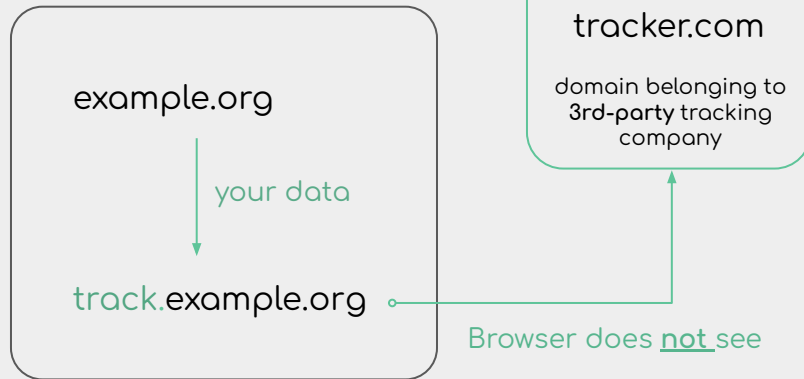 example.org
your data
track.example.org
tracker.com
domain belonging to
3rd-party tracking
company
Browser does not see